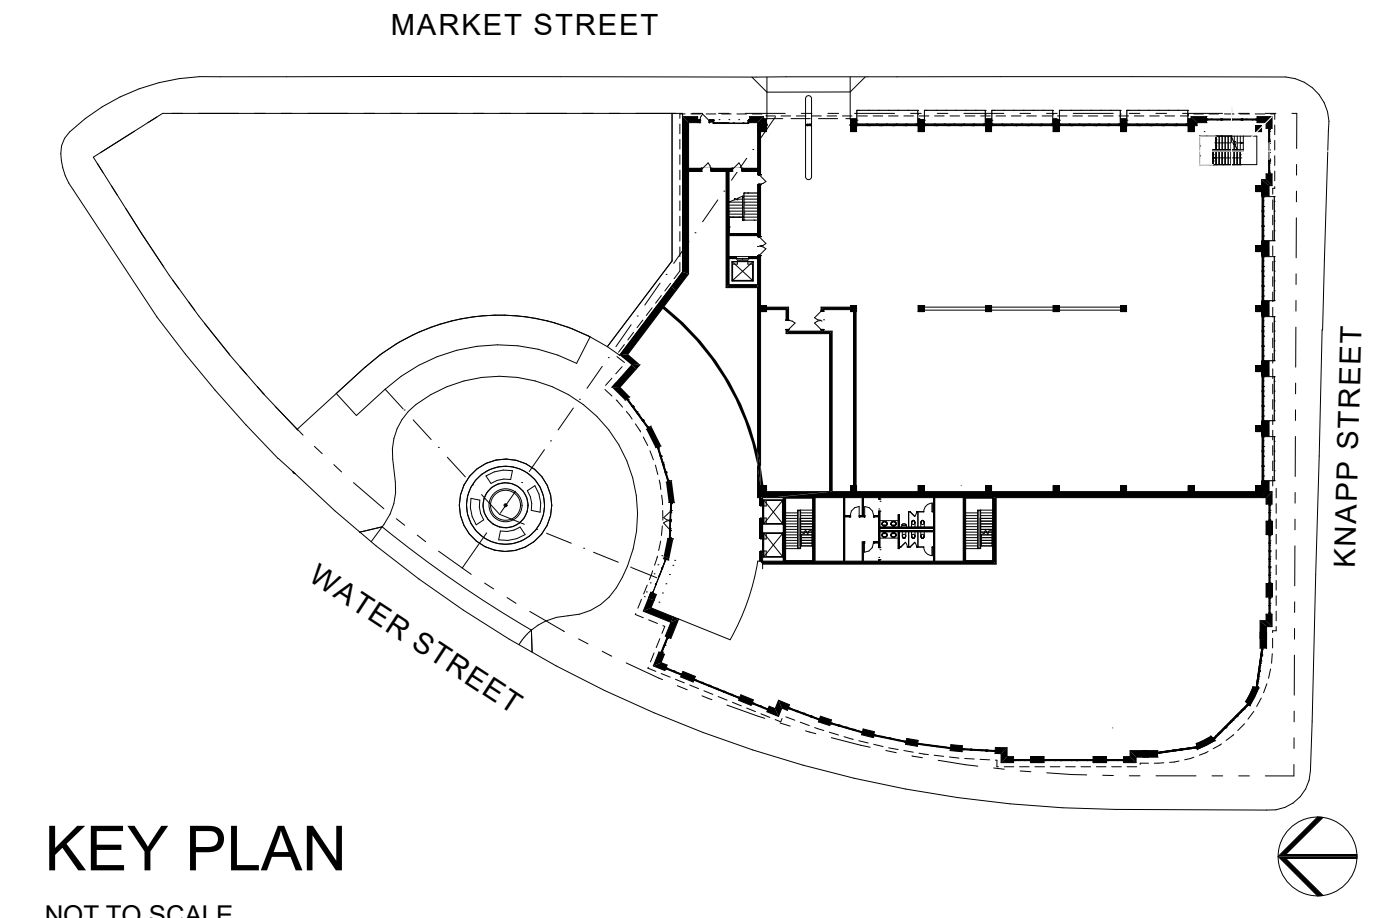 MARKET STREET
KNAPP STREET
WATER STREET
KEY PLAN
NOT TO SCALE